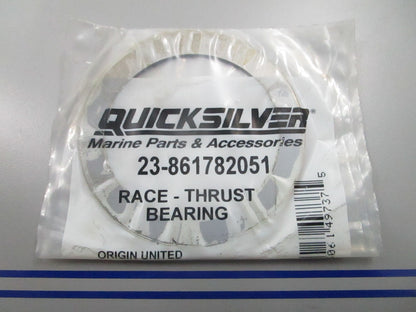 QUICKSILVER
Marine Parts & Accessories
23-861782051
RACE - THRUST
BEARING
ORIGIN UNITED